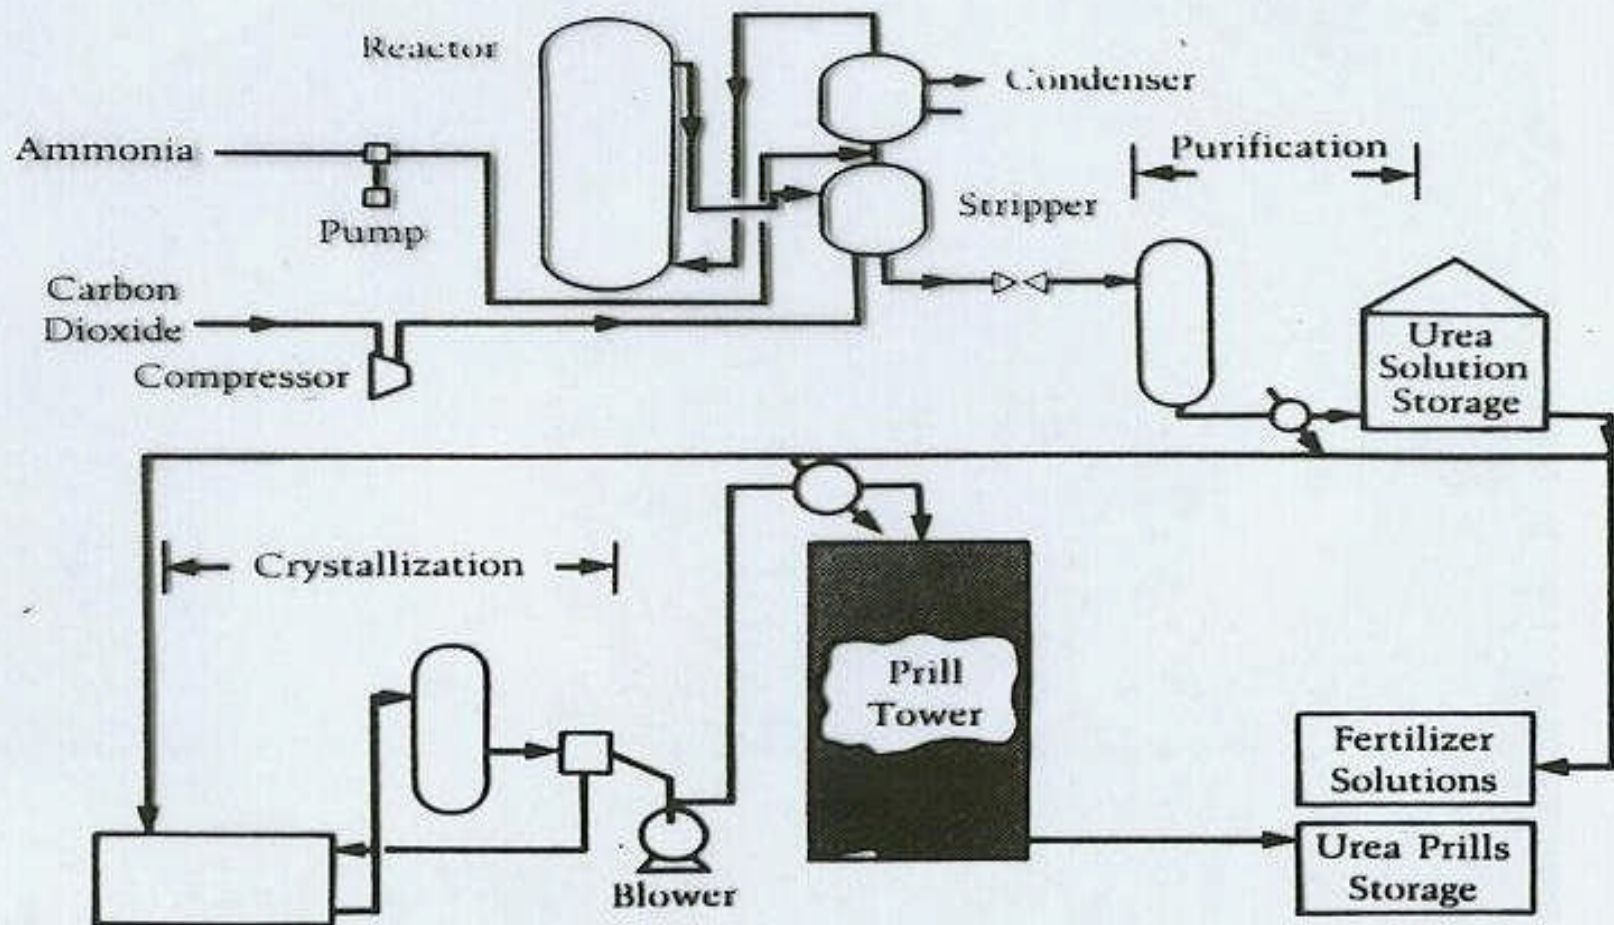 Reactor
Condenser
Ammonia
Purification
Pump
Stripper
Carbon
Dioxide
Compressor
Urea
Solution
Storage
Crystallization
Prill
Tower
Fertilizer
Solutions
Urea Prills
Storage
Blower